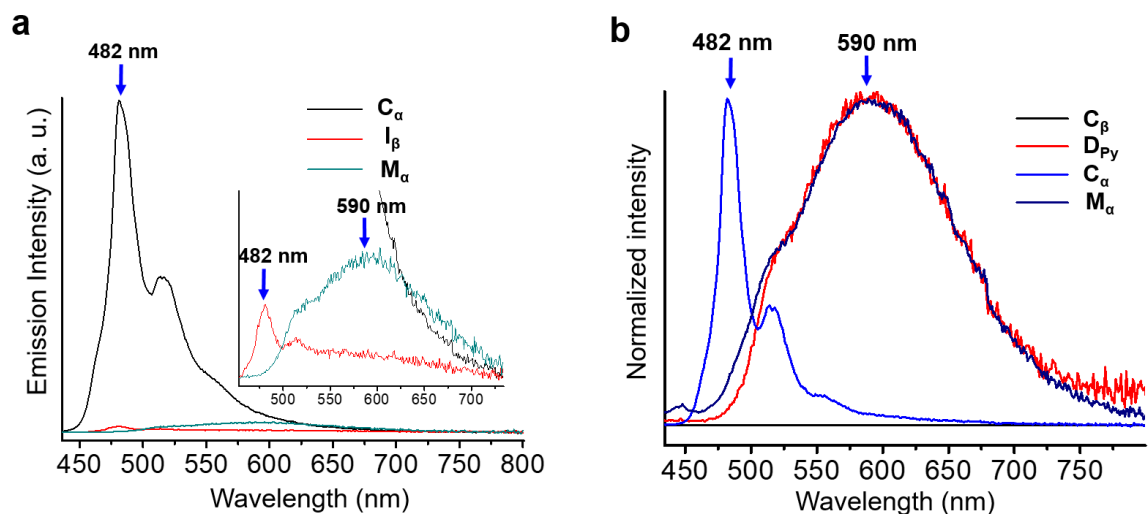 a
482 nm
Cα
Iβ
Mα
590 nm
482 nm
500 550 600 650 700
450 500 550 600 650 700 750 800
Wavelength (nm)
Emission Intensity (a. u.)
b
482 nm
590 nm
Cβ
DPy
Cα
Mα
450 500 550 600 650 700 750
Wavelength (nm)
Normalized intensity